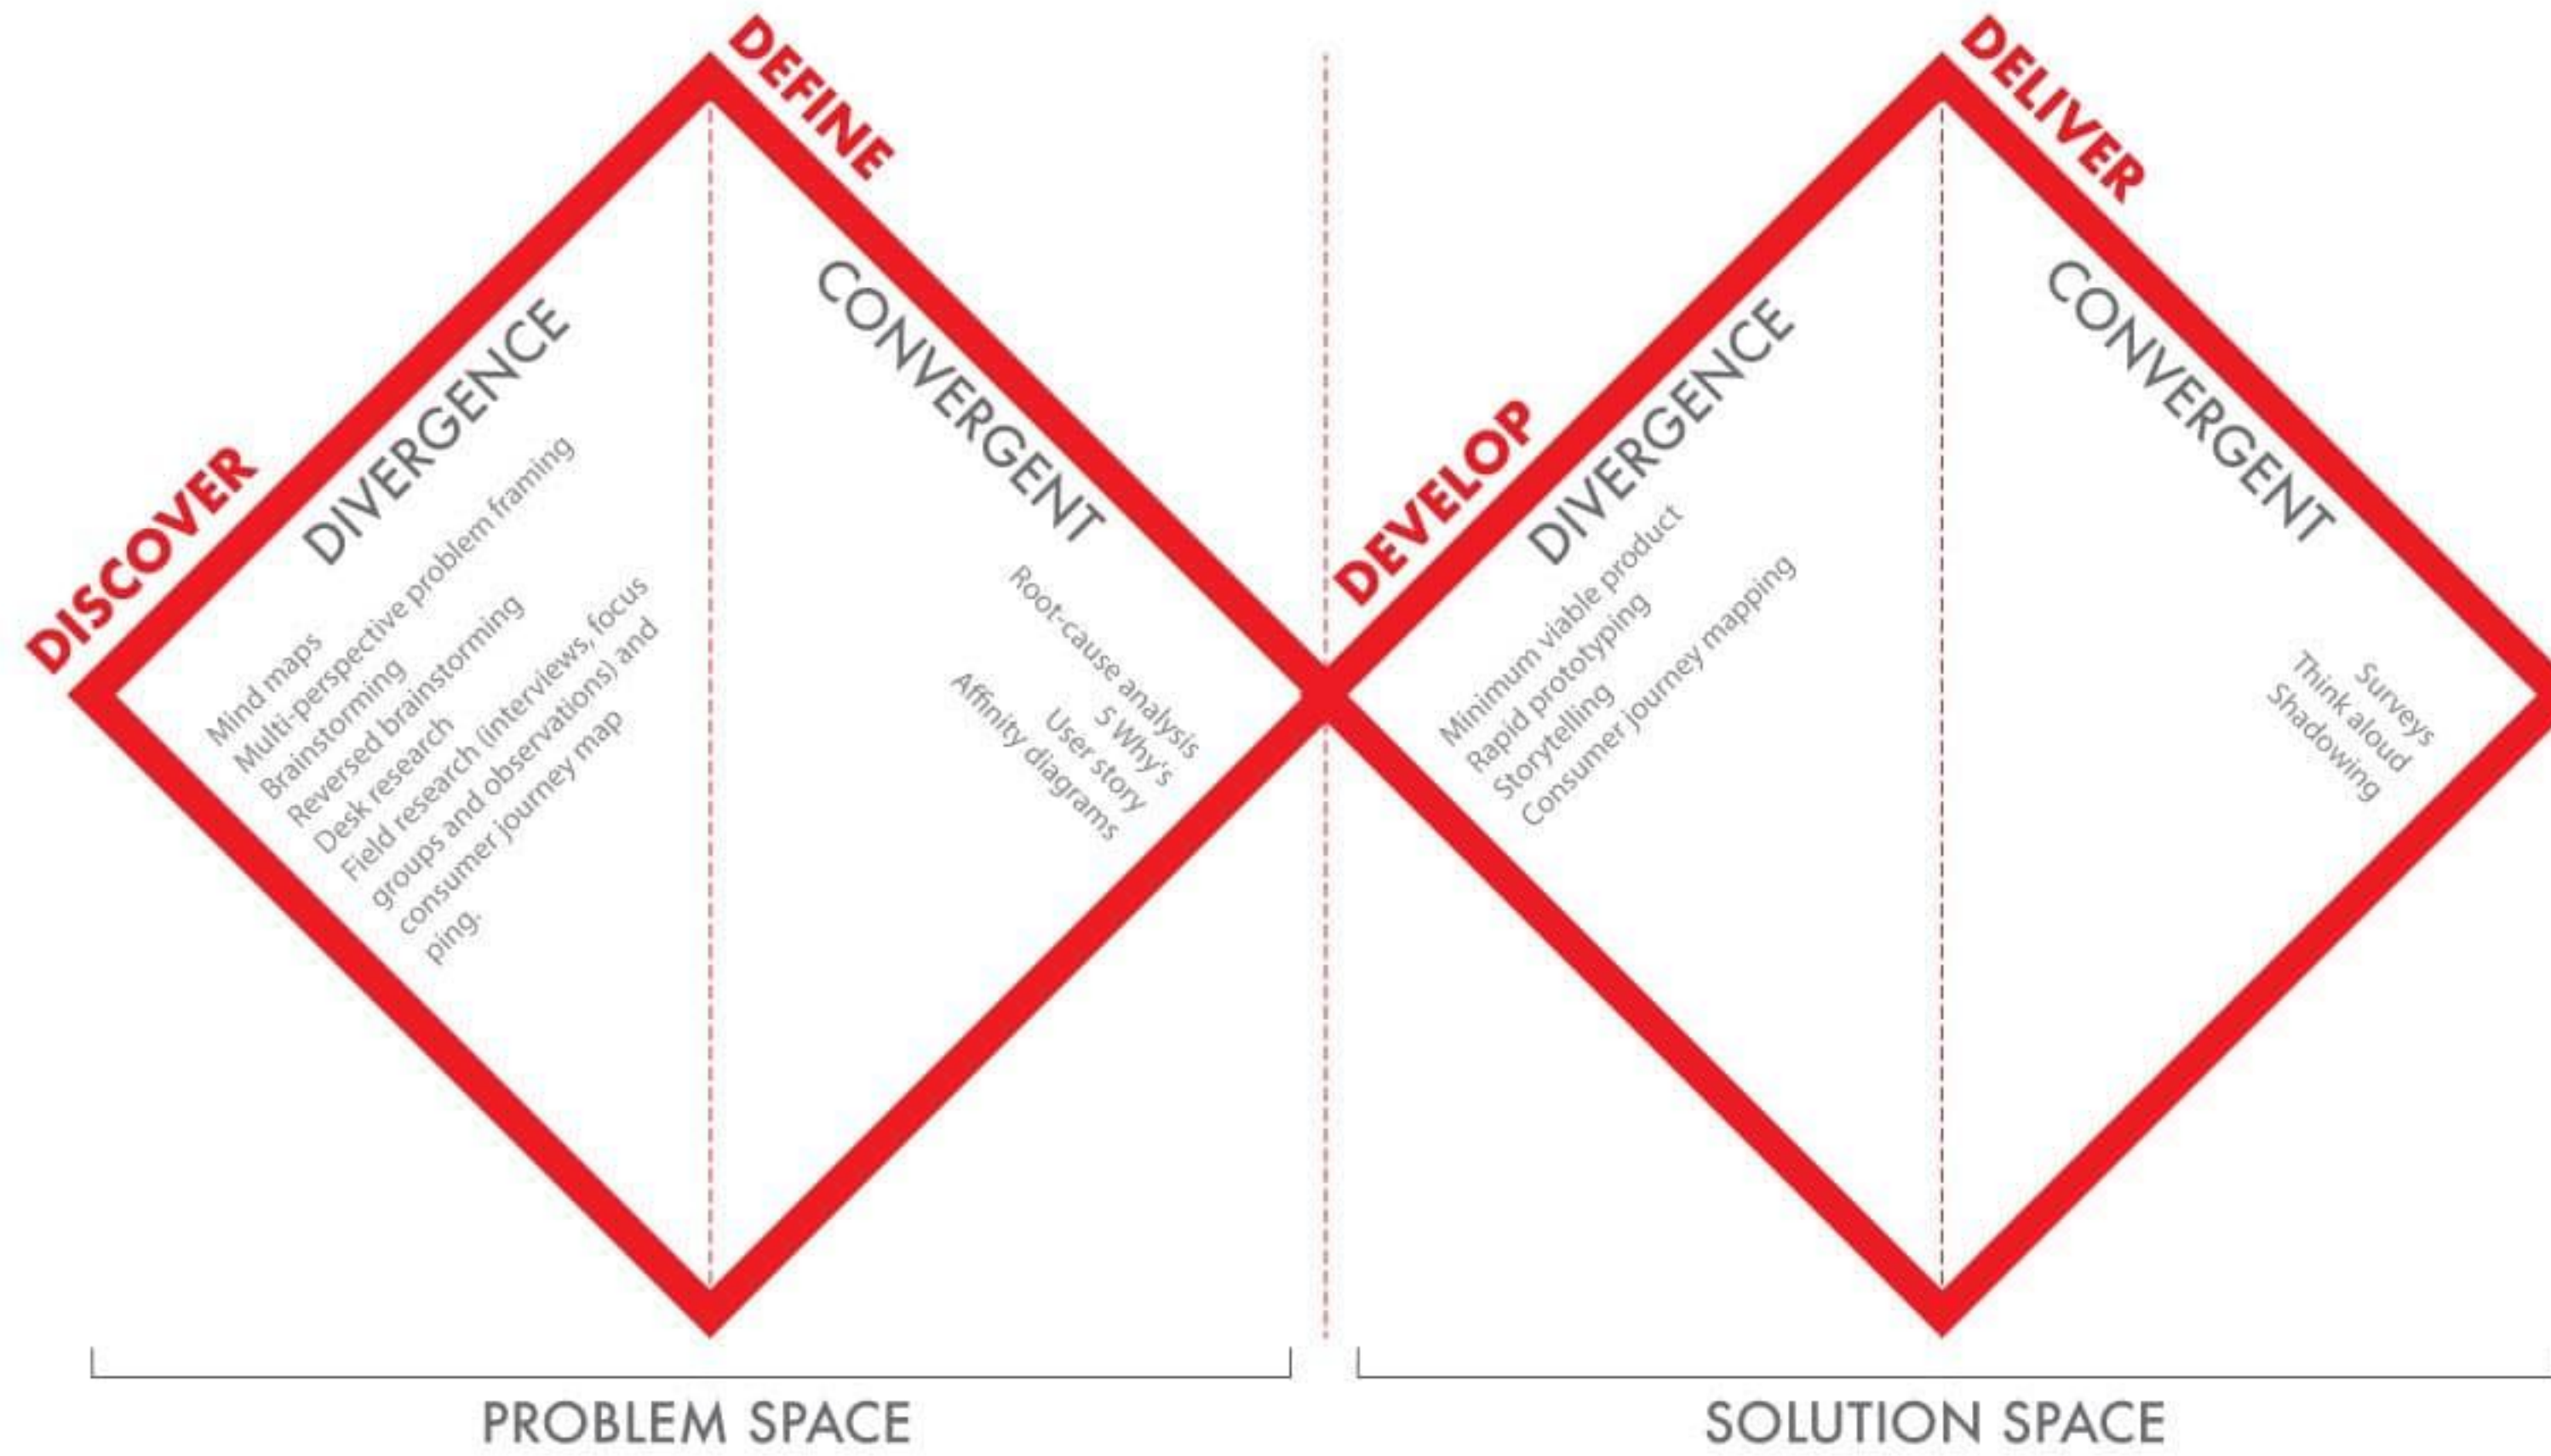 DISCOVER
DIVERGENCE
Mind maps
Multi-perspective problem framing
Brainstorming
Reversed brainstorming
Desk research
Field research (interviews, focus
groups and observations) and
consumer journey map
ping.
DEFINE
CONVERGENT
Root-cause analysis
5 Why's
User story
Affinity diagrams
DEVELOP
DIVERGENCE
Minimum viable product
Rapid prototyping
Storytelling
Consumer journey mapping
DELIVER
CONVERGENT
Surveys
Think aloud
Shadowing
PROBLEM SPACE
SOLUTION SPACE